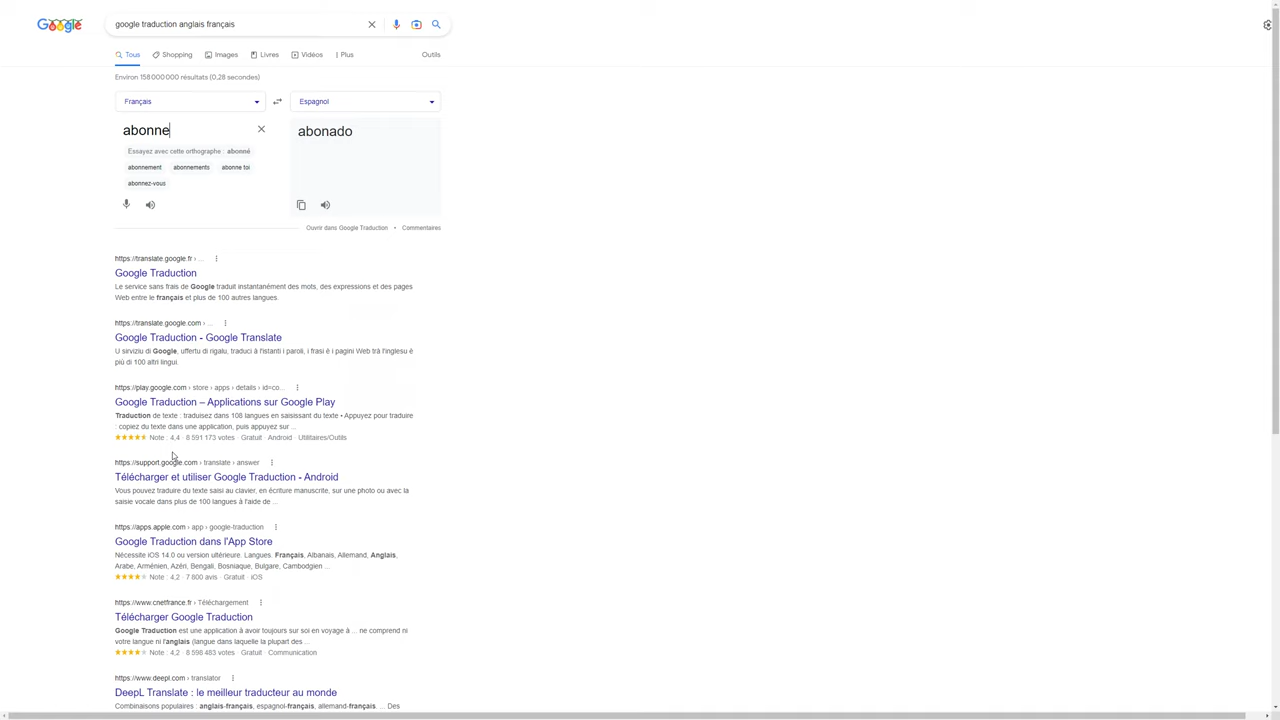 Google
google traduction anglais français
Tous
Shopping
Images
Livres
Vidéos
Plus
Outils
Environ 158 000 000 résultats (0,28 secondes)
Français
Espagnol
abonne
abonado
Essayez avec cette orthographe : abonné
abonnement
abonnements
abonne toi
abonnez-vous
Ouvrir dans Google Traduction • Commentaires
https://translate.google.fr › ...
Google Traduction
Le service sans frais de Google traduit instantanément des mots, des expressions et des pages
Web entre le français et plus de 100 autres langues.
https://translate.google.com › ...
Google Traduction - Google Translate
U sirviziu di Google, uffertu di rigalu, traduci à l'istanti i paroli, i frasi è i pagini Web trà l'inglesu è
più di 100 altri lingui.
https://play.google.com › store › apps › details › id=co...
Google Traduction – Applications sur Google Play
Traduction de texte : traduisez dans 108 langues en saisissant du texte • Appuyez pour traduire
: copiez du texte dans une application, puis appuyez sur ...
Note : 4,4 · 8 591 173 votes · Gratuit · Android · Utilitaires/Outils
https://support.google.com › translate › answer
Télécharger et utiliser Google Traduction - Android
Vous pouvez traduire du texte saisi au clavier, en écriture manuscrite, sur une photo ou avec la
saisie vocale dans plus de 100 langues à l'aide de ...
https://apps.apple.com › app › google-traduction
Google Traduction dans l'App Store
Nécessite iOS 14.0 ou version ultérieure. Langues. Français, Albanais, Allemand, Anglais,
Arabe, Arménien, Azéri, Bengali, Bosniaque, Bulgare, Cambodgien ...
Note : 4,2 · 7 800 avis · Gratuit · iOS
https://www.cnetfrance.fr › Téléchargement
Télécharger Google Traduction
Google Traduction est une application à avoir toujours sur soi en voyage à ... ne comprend ni
votre langue ni l'anglais (langue dans laquelle la plupart des ...
Note : 4,2 · 8 598 483 votes · Gratuit · Communication
https://www.deepl.com › translator
DeepL Translate : le meilleur traducteur au monde
Combinaisons populaires : anglais-français, espagnol-français, allemand-français. ... Des